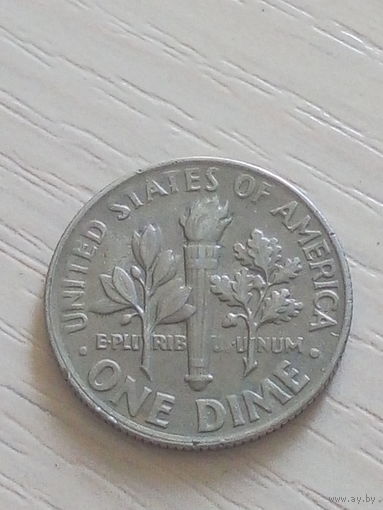 UNITED STATES OF AMERICA
E·PLURIBUS·UNUM
ONE DIME
www.ay.by